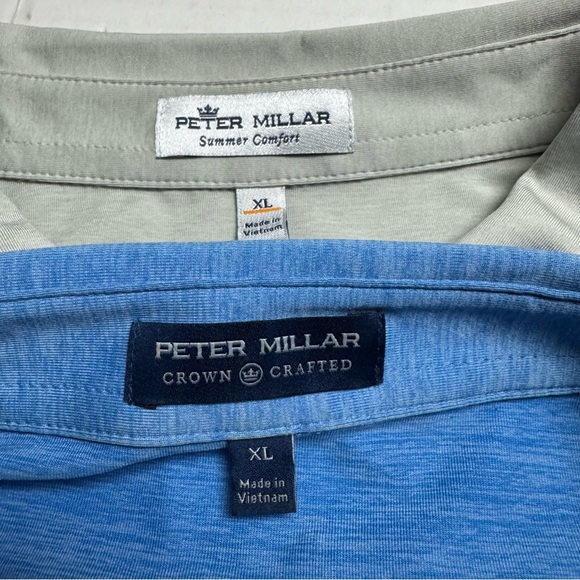 PETER MILLAR
Summer Comfort
XL
Made in
Vietnam
PETER MILLAR
CROWN CRAFTED
XL
Made in
Vietnam